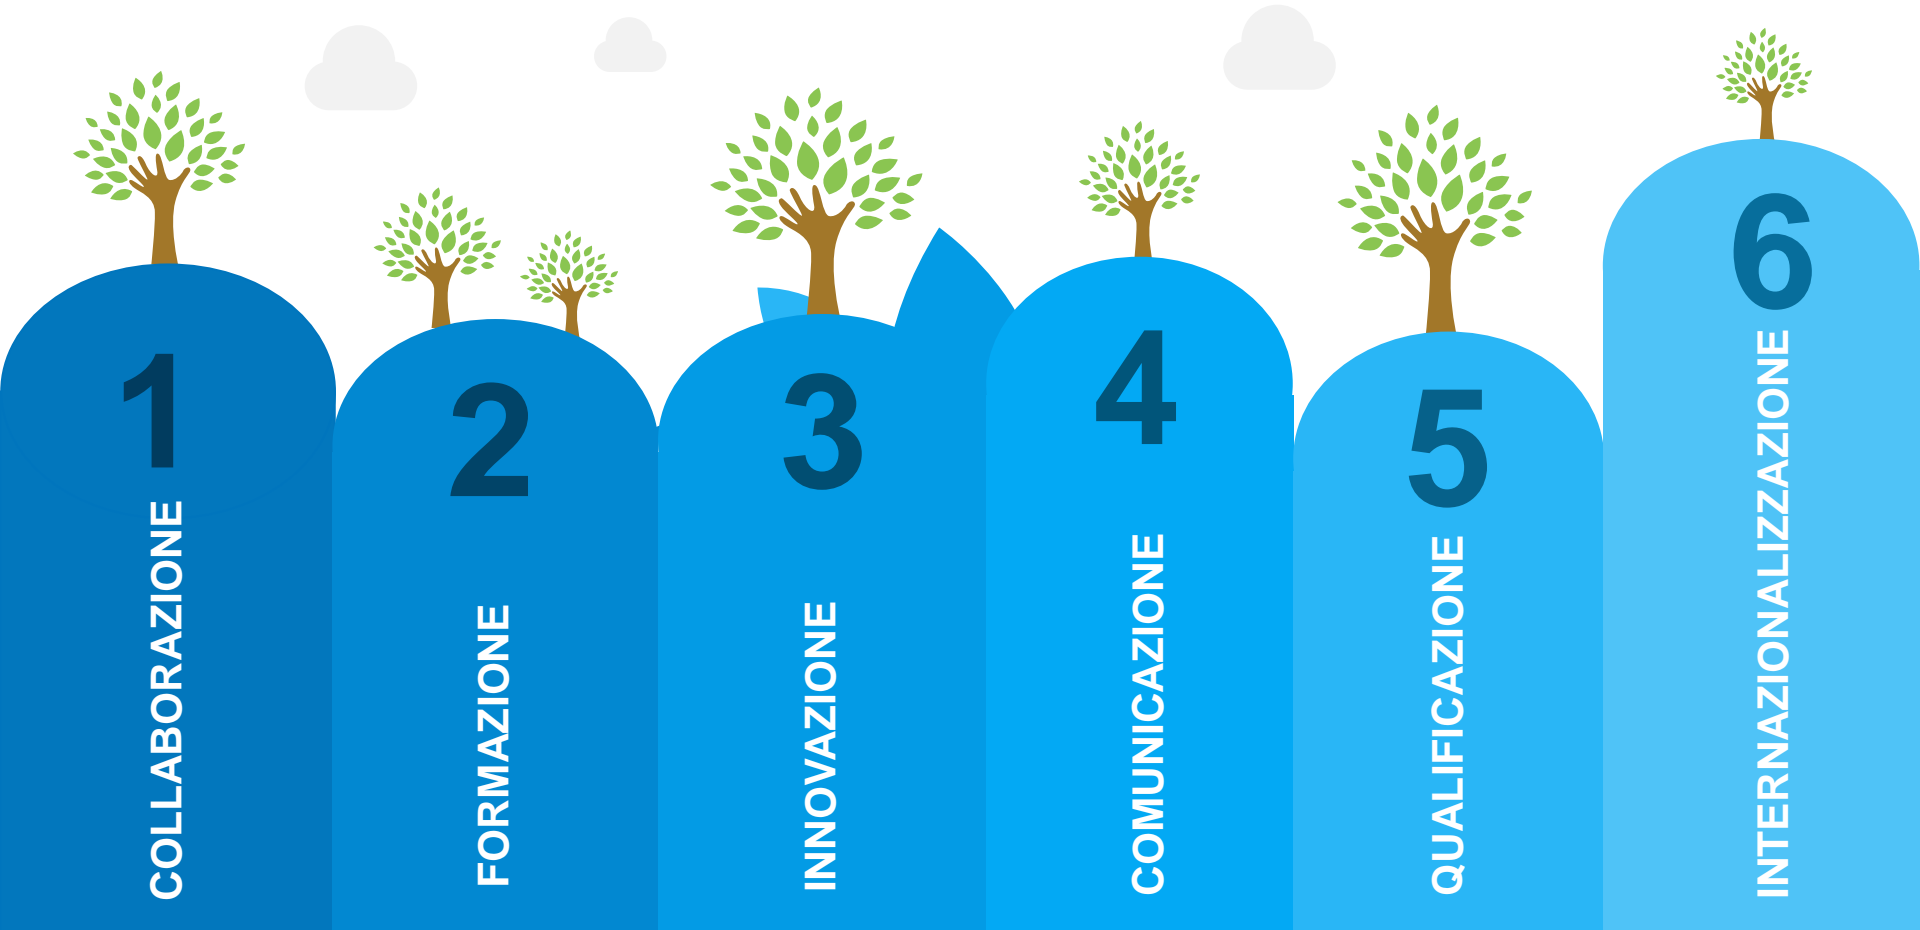 1
COLLABORAZIONE
2
FORMAZIONE
3
INNOVAZIONE
4
COMUNICAZIONE
5
QUALIFICAZIONE
6
INTERNAZIONALIZZAZIONE